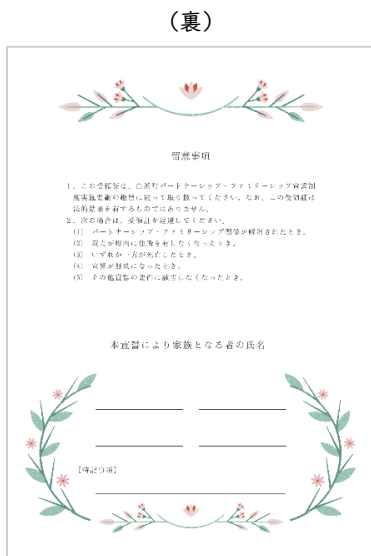 （裏）
留意事項
１．この受領証は、白浜町パートナーシップ・ファミリーシップ宣誓制
度実施要綱の趣旨に従って取り扱ってください。なお、この受領証は
法的効果を有するものではありません。
２．次の場合は、受領証を返還してください。
(1) パートナーシップ・ファミリーシップ関係が解消されたとき。
(2) 双方が町内に住所を有しなくなったとき。
(3) いずれか一方が死亡したとき。
(4) 宣誓が無効になったとき。
(5) その他宣誓の要件に該当しなくなったとき。
本宣誓により家族となる者の氏名
【特記事項】